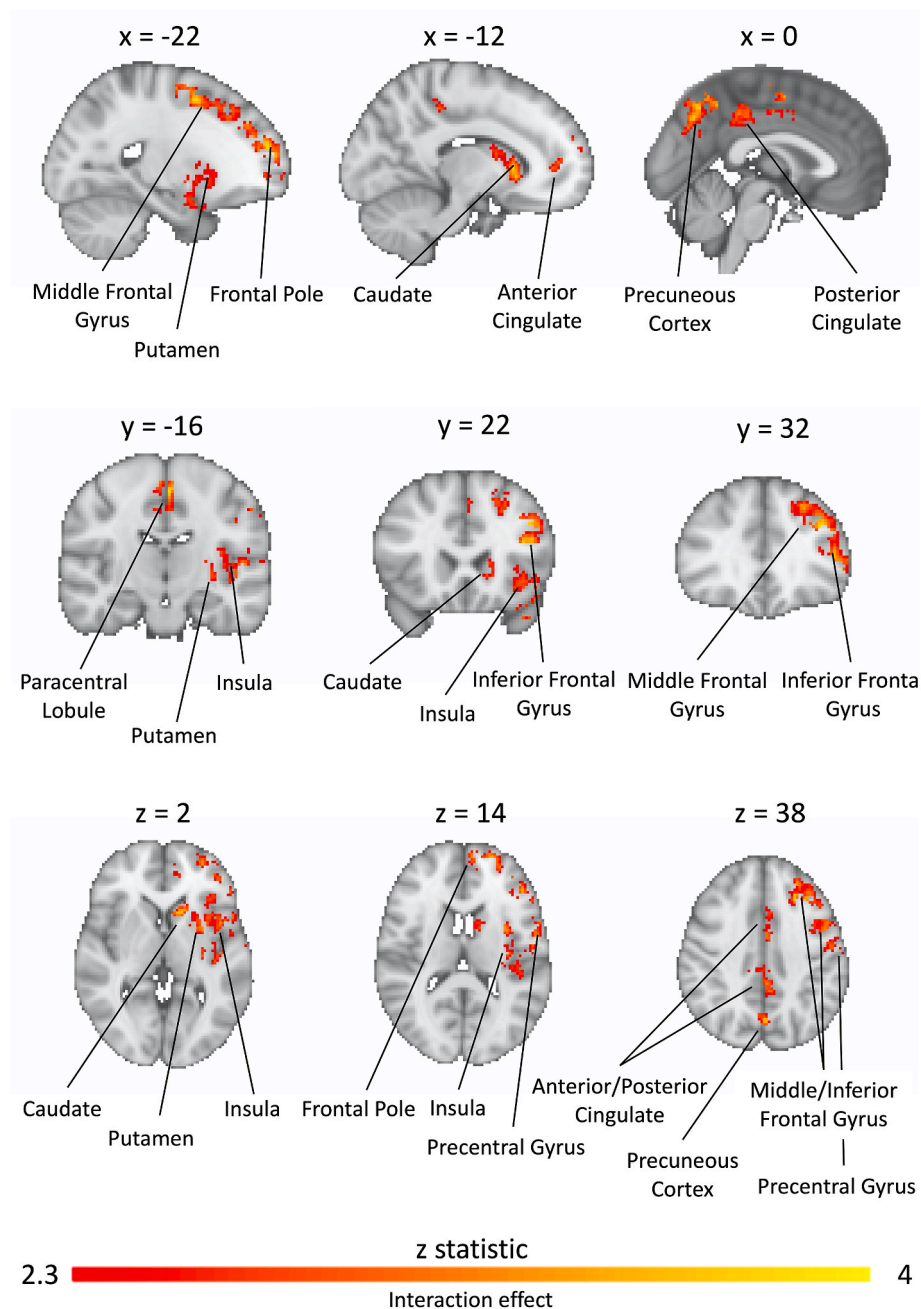 x = -22
x = -12
x = 0
Middle Frontal
Gyrus
Frontal Pole
Putamen
Caudate
Anterior
Cingulate
Precuneous
Cortex
Posterior
Cingulate
y = -16
y = 22
y = 32
Paracentral
Lobule
Insula
Putamen
Caudate
Inferior Frontal
Gyrus
Insula
Middle Frontal
Gyrus
Inferior Fronta
Gyrus
z = 2
z = 14
z = 38
Caudate
Putamen
Insula
Frontal Pole
Insula
Precentral Gyrus
Anterior/Posterior
Cingulate
Middle/Inferior
Frontal Gyrus
Precuneous
Cortex
Precentral Gyrus
z statistic
2.3
4
Interaction effect